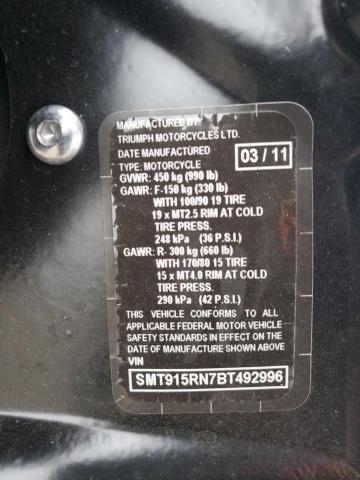 MANUFACTURED BY:
TRIUMPH MOTORCYCLES LTD.
DATE MANUFACTURED 03 / 11
TYPE: MOTORCYCLE
GVWR: 450 kg (990 lb)
GAWR: F-150 kg (330 lb)
WITH 100/90 19 TIRE
19 x MT2.5 RIM AT COLD
TIRE PRESS.
248 kPa (36 P.S.I.)
GAWR: R- 300 kg (660 lb)
WITH 170/80 15 TIRE
15 x MT4.0 RIM AT COLD
TIRE PRESS.
290 kPa (42 P.S.I.)
THIS VEHICLE CONFORMS TO ALL
APPLICABLE FEDERAL MOTOR VEHICLE
SAFETY STANDARDS IN EFFECT ON THE
DATE OF MANUFACTURE SHOWN ABOVE
VIN
SMT915RN7BT492996